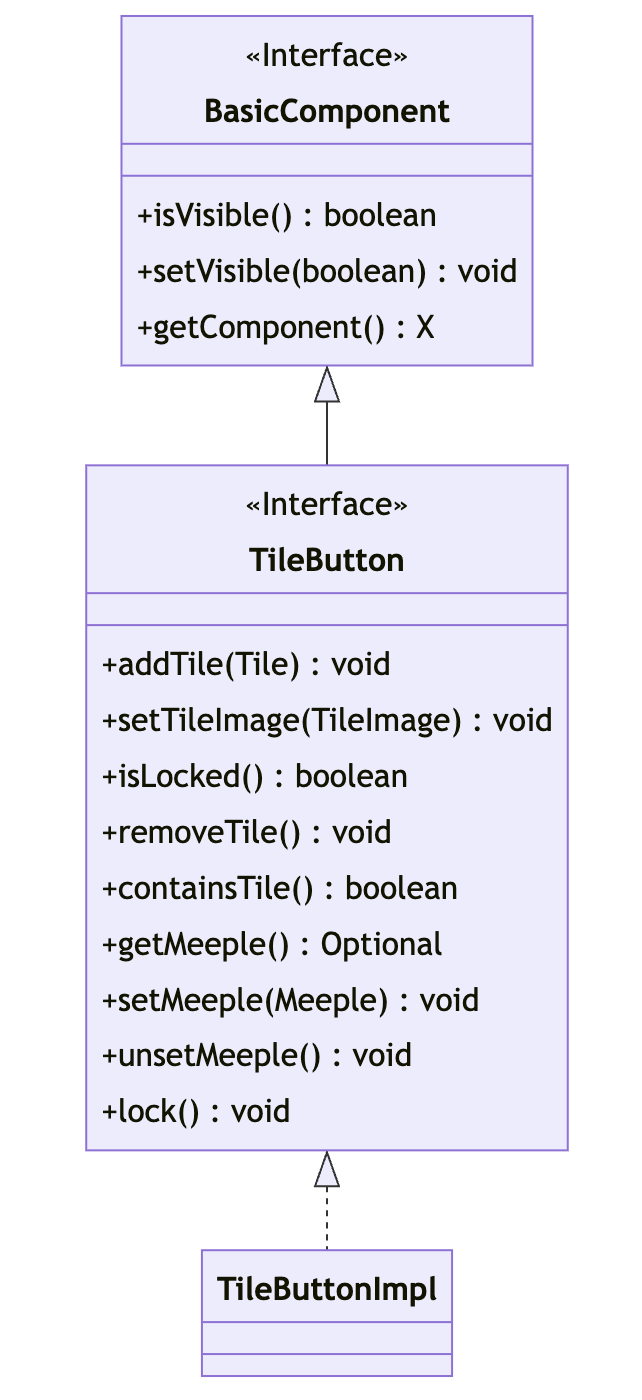 «Interface»
BasicComponent
+isVisible() : boolean
+setVisible(boolean) : void
+getComponent() : X
«Interface»
TileButton
+addTile(Tile) : void
+setTileImage(TileImage) : void
+isLocked() : boolean
+removeTile() : void
+containsTile() : boolean
+getMeeple() : Optional
+setMeeple(Meeple) : void
+unsetMeeple() : void
+lock() : void
TileButtonImpl